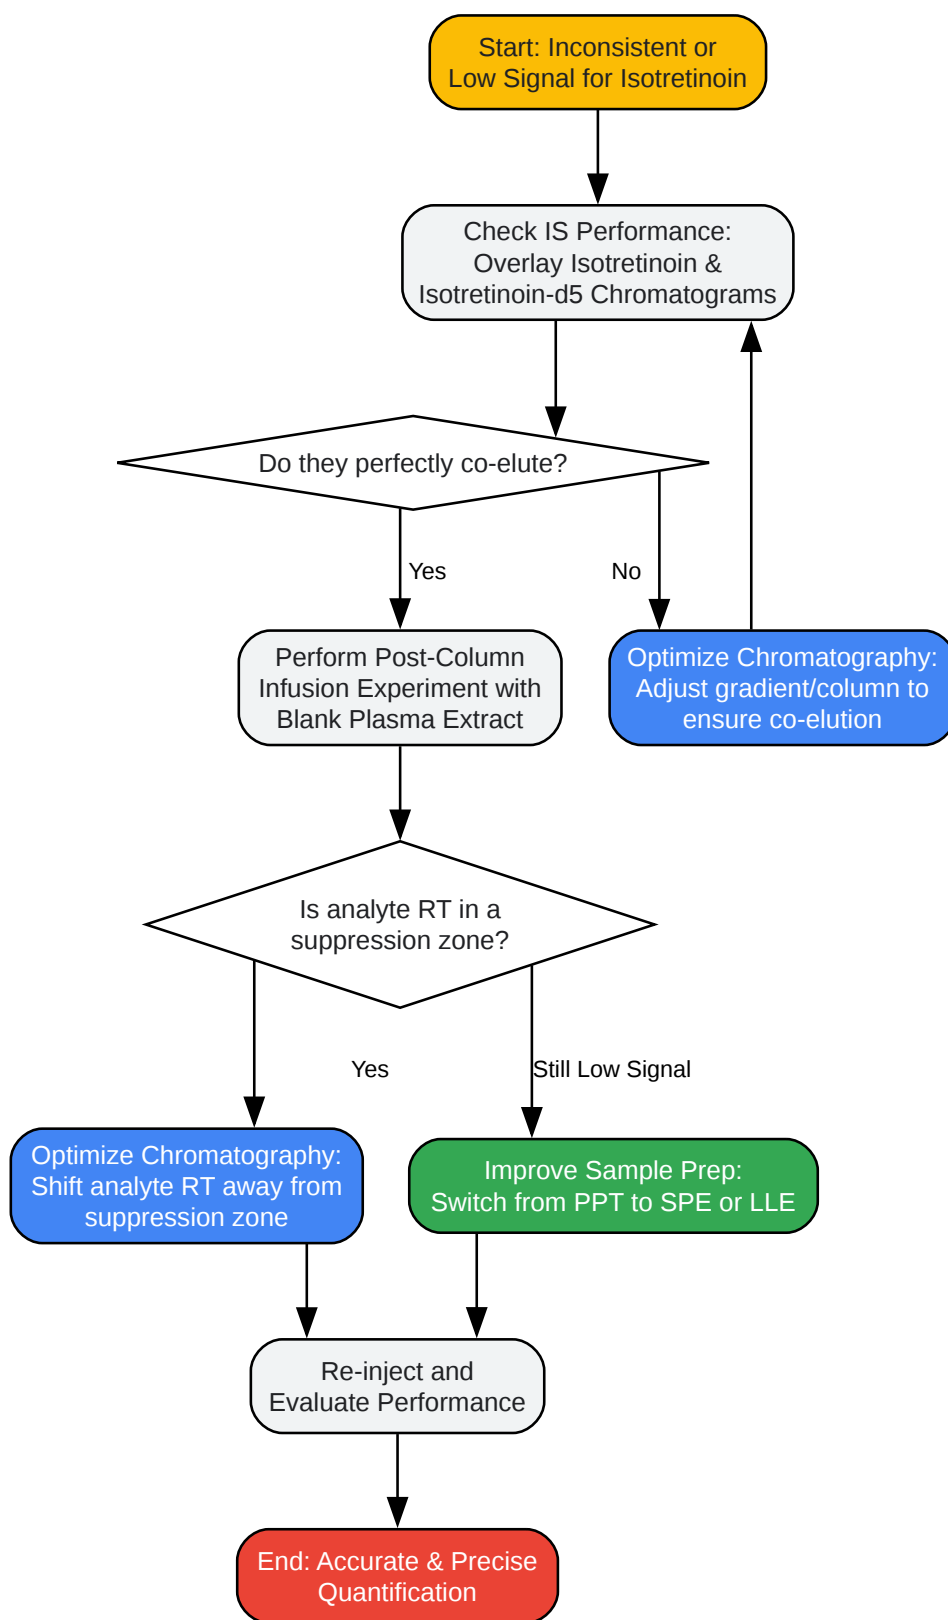 Start: Inconsistent or
Low Signal for Isotretinoin
Check IS Performance:
Overlay Isotretinoin &
Isotretinoin-d5 Chromatograms
Do they perfectly co-elute?
Yes
No
Perform Post-Column
Infusion Experiment with
Blank Plasma Extract
Optimize Chromatography:
Adjust gradient/column to
ensure co-elution
Is analyte RT in a
suppression zone?
Yes
Still Low Signal
Optimize Chromatography:
Shift analyte RT away from
suppression zone
Improve Sample Prep:
Switch from PPT to SPE or LLE
Re-inject and
Evaluate Performance
End: Accurate & Precise
Quantification